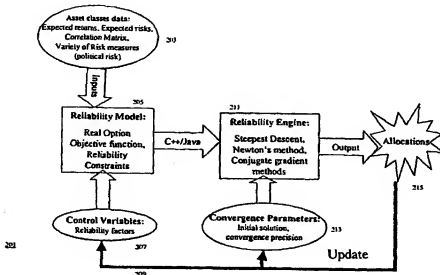 Asset classes data:
Expected returns, Expected risks,
Correlation Matrix,
Variety of Risk measures
(political risk)
203
Inputs
205
Reliability Model:
Real Option
Objective function,
Reliability
Constraints
C++/Java
211
Reliability Engine:
Steepest Descent,
Newton's method,
Conjugate gradient
methods
Output
Allocations
215
Control Variables:
Reliability factors
207
Convergence Parameters:
Initial solution,
convergence precision
213
201
209
Update